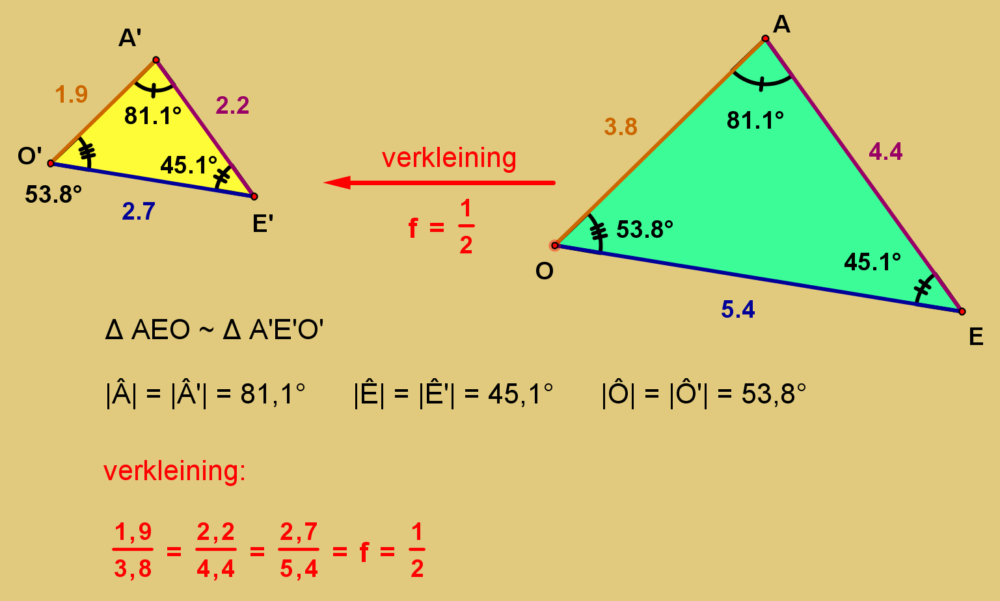 A'
A
1.9
2.2
81.1°
O'
45.1°
53.8°
2.7
E'
verkleining
f = 1/2
3.8
81.1°
4.4
53.8°
45.1°
O
5.4
E
Δ AEO ~ Δ A'E'O'
|Â| = |Â'| = 81,1° |Ê| = |Ê'| = 45,1° |Ô| = |Ô'| = 53,8°
verkleining:
1,9/3,8 = 2,2/4,4 = 2,7/5,4 = f = 1/2